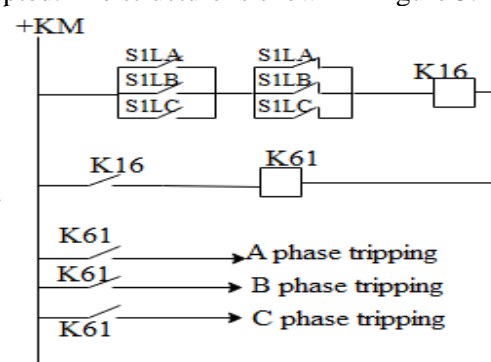 +KM
S1LA S1LA
S1LB S1LB K16
S1LC S1LC
K16 K61
K61 A phase tripping
K61 B phase tripping
K61 C phase tripping